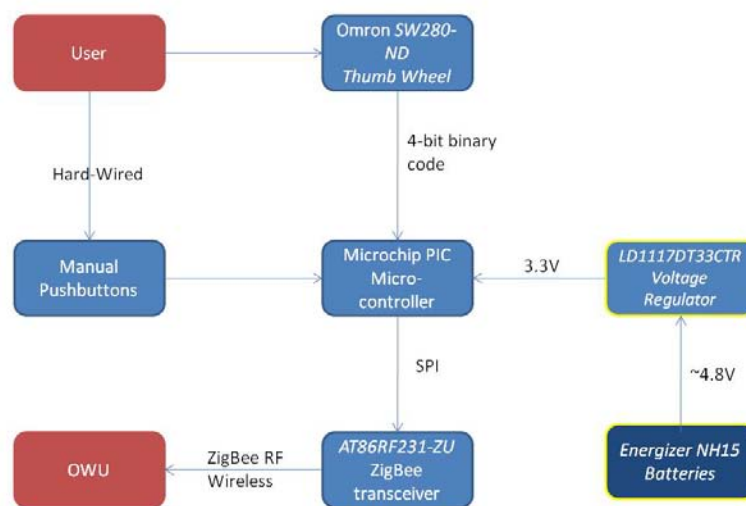 User
Omron SW280-
ND
Thumb Wheel
4-bit binary
code
Hard-Wired
Manual
Pushbuttons
Microchip PIC
Micro-
controller
3.3V
LD1117DT33CTR
Voltage
Regulator
SPI
~4.8V
OWU
ZigBee RF
Wireless
AT86RF231-ZU
ZigBee
transceiver
Energizer NH15
Batteries